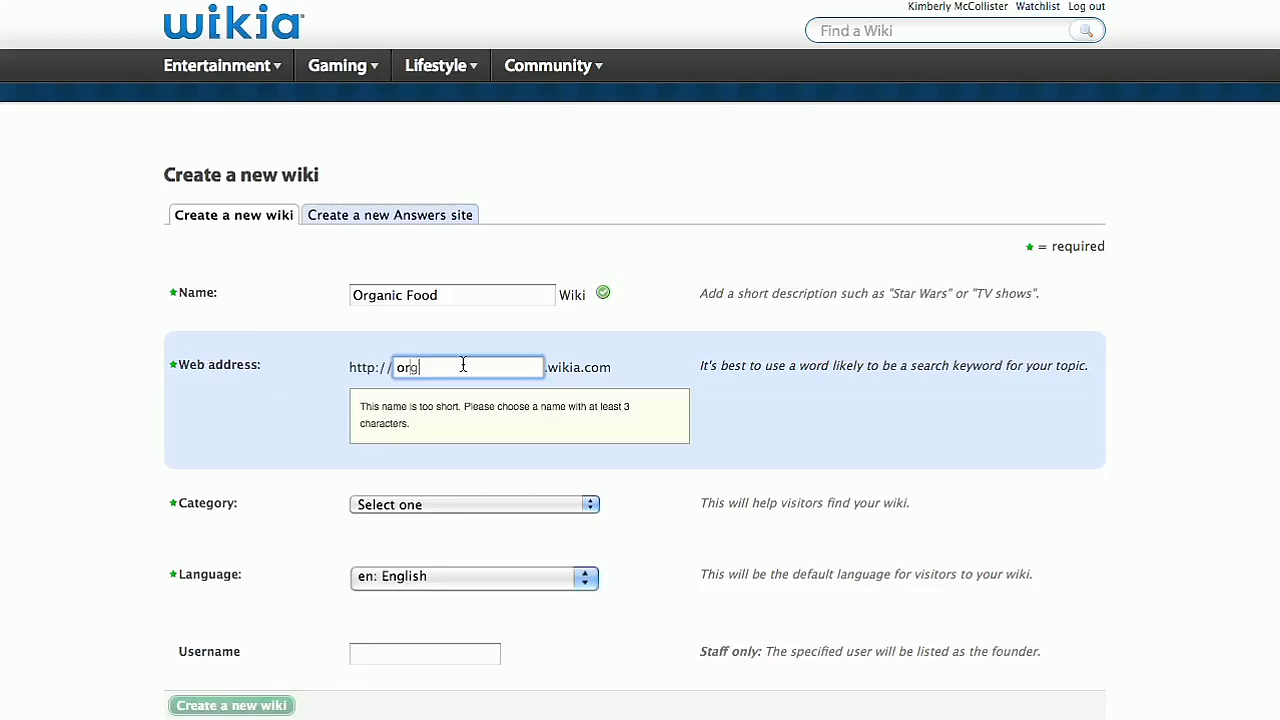 Kimberly McCollister Watchlist Log out
wikia
Find a Wiki
Entertainment Gaming Lifestyle Community
Create a new wiki
Create a new wiki Create a new Answers site
= required
Name: Organic Food Wiki Add a short description such as "Star Wars" or "TV shows".
Web address: http:// org .wikia.com It's best to use a word likely to be a search keyword for your topic.
This name is too short. Please choose a name with at least 3
characters.
Category: Select one This will help visitors find your wiki.
Language: en: English This will be the default language for visitors to your wiki.
Username Staff only: The specified user will be listed as the founder.
Create a new wiki